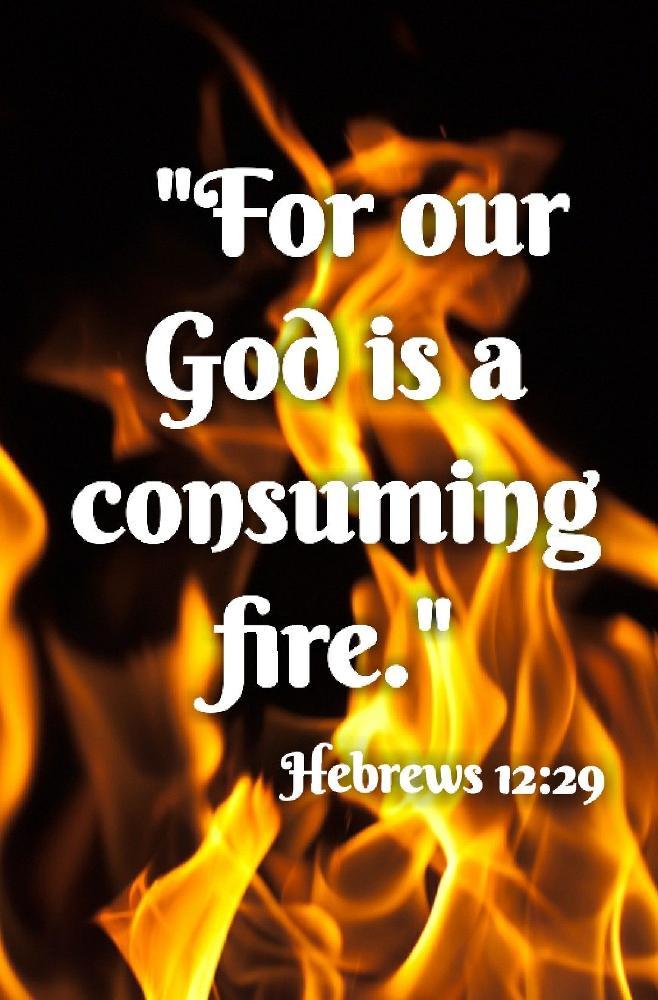 "For our
God is a
consuming
fire."
Hebrews 12:29